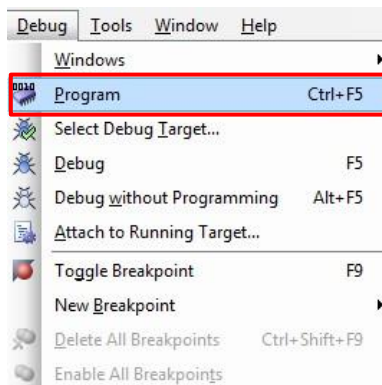 Debug Tools Window Help
Windows
0010
Program Ctrl+F5
Select Debug Target...
Debug F5
Debug without Programming Alt+F5
Attach to Running Target...
Toggle Breakpoint F9
New Breakpoint
Delete All Breakpoints Ctrl+Shift+F9
Enable All Breakpoints